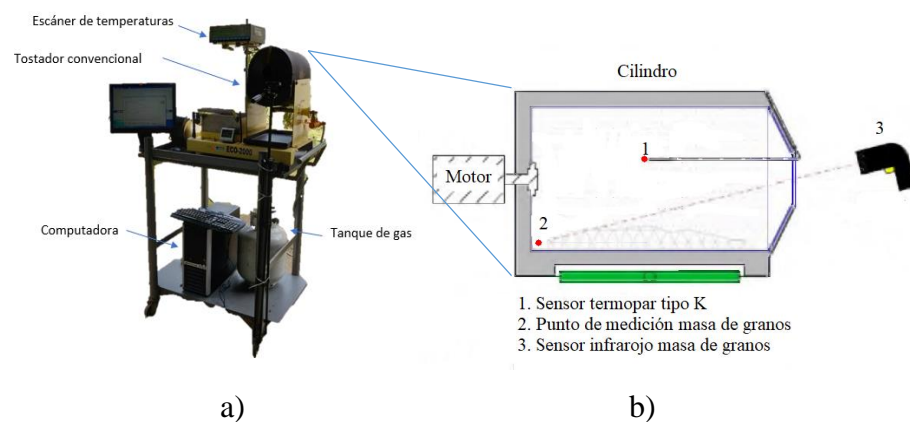 Escáner de temperaturas
Tostador convencional
Computadora
Tanque de gas
Cilindro
Motor
1
2
3
1. Sensor termopar tipo K
2. Punto de medición masa de granos
3. Sensor infrarojo masa de granos
a)
b)